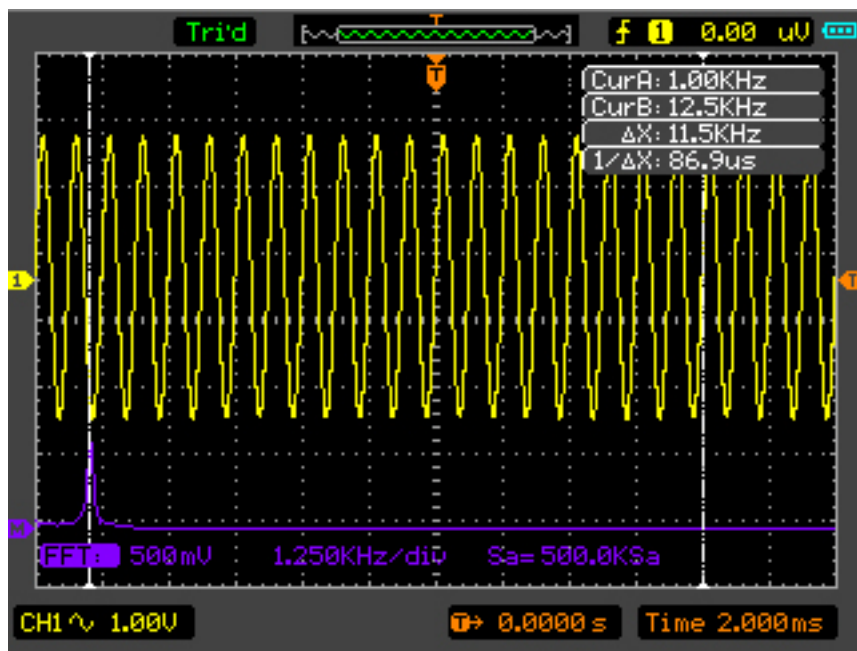 Tri'd
T
1 0.00 uV
T
CurA: 1.00KHz
CurB: 12.5KHz
ΔX: 11.5KHz
1/ΔX: 86.9us
1
T
M
FFT: 500mV 1.250KHz/div Sa=500.0KSa
CH1 1.00V
T 0.0000s
Time 2.000ms